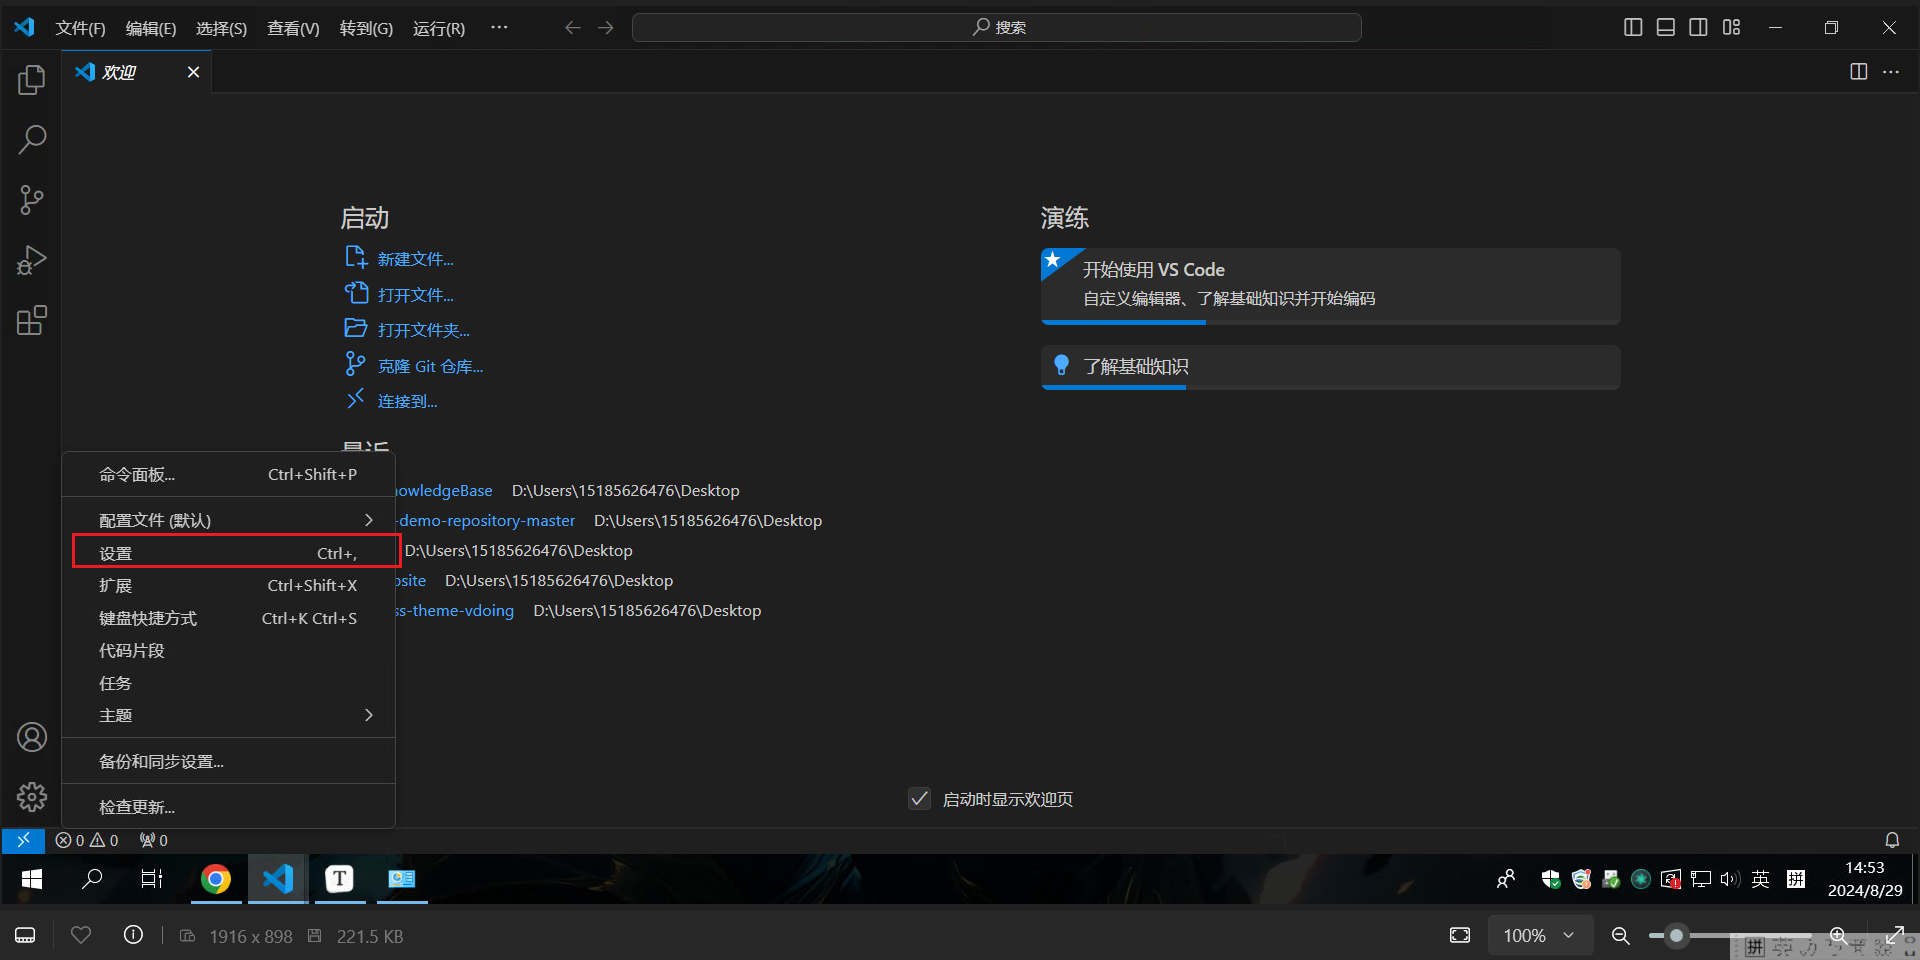 文件(F) 编辑(E) 选择(S) 查看(V) 转到(G) 运行(R) ··· 搜索
欢迎
启动
新建文件...
打开文件...
打开文件夹...
克隆 Git 仓库...
连接到...
演练
开始使用 VS Code
自定义编辑器、了解基础知识并开始编码
了解基础知识
最近
nowledgeBase D:\Users\15185626476\Desktop
-demo-repository-master D:\Users\15185626476\Desktop
D:\Users\15185626476\Desktop
site D:\Users\15185626476\Desktop
ss-theme-vdoing D:\Users\15185626476\Desktop
命令面板... Ctrl+Shift+P
配置文件 (默认)
设置 Ctrl+,
扩展 Ctrl+Shift+X
键盘快捷方式 Ctrl+K Ctrl+S
代码片段
任务
主题
备份和同步设置...
检查更新...
启动时显示欢迎页
0 0 0
T 英 拼 14:53
2024/8/29
1916 x 898 221.5 KB 100%
拼